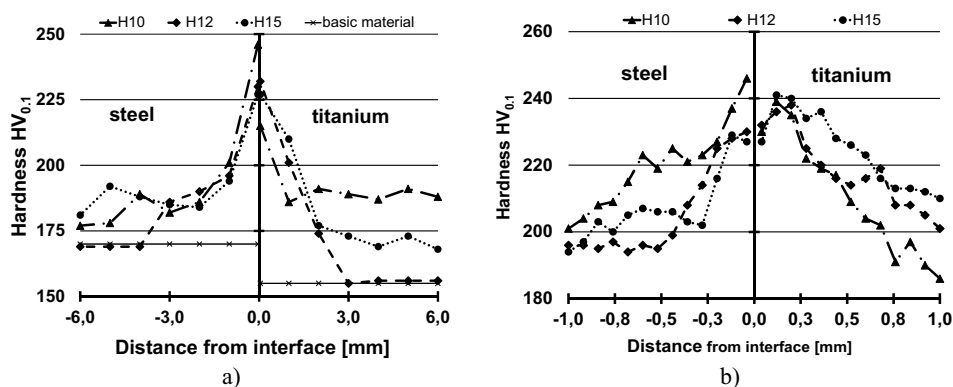 H10 H12 H15 basic material
250
225
200
175
150
Hardness HV0.1
steel
titanium
-6,0 -3,0 0,0 3,0 6,0
Distance from interface [mm]
a)
H10 H12 H15
260
240
220
200
180
Hardness HV0.1
steel
titanium
-1,0 -0,8 -0,5 -0,3 0,0 0,3 0,5 0,8 1,0
Distance from interface [mm]
b)